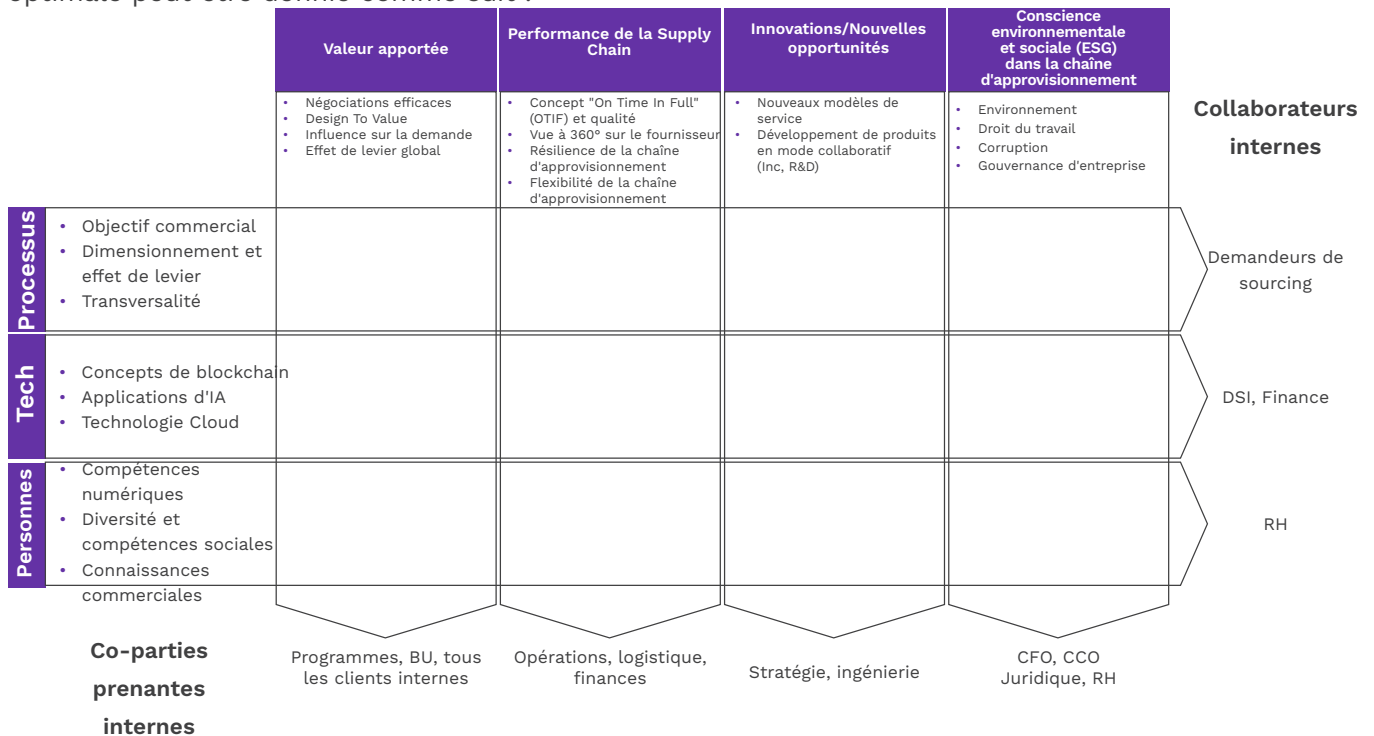 optimale peut être définie comme suit :
Valeur apportée
Performance de la Supply
Chain
Innovations/Nouvelles
opportunités
Conscience
environnementale
et sociale (ESG)
dans la chaîne
d'approvisionnement
• Négociations efficaces
• Design To Value
• Influence sur la demande
• Effet de levier global
• Concept "On Time In Full"
(OTIF) et qualité
• Vue à 360° sur le fournisseur
• Résilience de la chaîne
d'approvisionnement
• Flexibilité de la chaîne
d'approvisionnement
• Nouveaux modèles de
service
• Développement de produits
en mode collaboratif
(Inc, R&D)
• Environnement
• Droit du travail
• Corruption
• Gouvernance d'entreprise
Collaborateurs
internes
Processus
• Objectif commercial
• Dimensionnement et
effet de levier
• Transversalité
Demandeurs de
sourcing
Tech
• Concepts de blockchain
• Applications d'IA
• Technologie Cloud
DSI, Finance
Personnes
• Compétences
numériques
• Diversité et
compétences sociales
• Connaissances
commerciales
RH
Co-parties
prenantes
internes
Programmes, BU, tous
les clients internes
Opérations, logistique,
finances
Stratégie, ingénierie
CFO, CCO
Juridique, RH